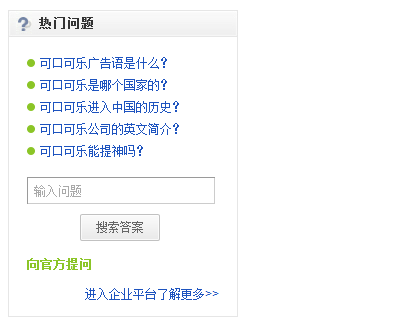 热门问题
可口可乐广告语是什么?
可口可乐是哪个国家的?
可口可乐进入中国的历史?
可口可乐公司的英文简介?
可口可乐能提神吗?
输入问题
搜索答案
向官方提问
进入企业平台了解更多>>